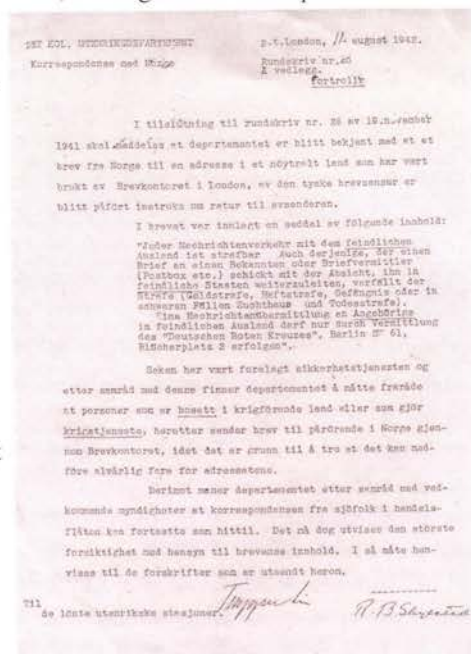 DET KGL. UTENRIKSDEPARTEMENT
p.t. London, 11. august 1942.
Korrespondanse med Norge
Rundskriv nr.
vedlegg.
Fortrolig
I tilslutning til rundskriv nr. 26 av 19. november
1941 skal meddeles at departementet er blitt bekjent med at et
brev fra Norge til en adresse i et nøytralt land som har vært
brukt av Brevkontoret i London, av den tyske brevsensur er
blitt påført instruks om retur til avsenderen.
I brevet var innlagt en seddel av følgende innhold:
"Jeder Nachrichtenverkehr mit dem feindlichen
Ausland ist strafbar Auch derjenige, der einen
Brief an einen Bekannten oder Briefvermittler
(Postbox etc.) schickt mit der Absicht, ihn in
feindliche Staaten weiterzuleiten, verfällt der
Strafe (Geldstrafe, Haftstrafe, Gefängnis oder in
schweren Fällen Zuchthaus und Todesstrafe).
Eine Nachrichtenübermittlung an Angehörige
im feindlichen Ausland darf nur durch Vermittlung
des "Deutschen Roten Kreuzes", Berlin 61,
Blücherplatz 2 erfolgen".
Saken har vært forelagt sikkerhetstjenesten og
etter samråd med denne finner departementet å måtte fraråde
at personer som er bosatt i krigførende land eller som gjør
krigstjeneste, heretter sender brev til pårörende i Norge gjen-
nom Brevkontoret, idet det er grunn til å tro at det kan med-
före alvårlig fare for adressatene.
Derimot mener departementet etter samråd med ved-
kommende myndigheter at korrespondansen fra sjöfolk i handels-
flåten kan fortsette som hittil. Det må dog utvises den störste
forsiktighet med hensyn til brevenes innhold. I så måte hen-
vises til de forskrifter som er utsendt herom.
Til
de lönte utenrikske stasjoner.
R. B. Skylstad